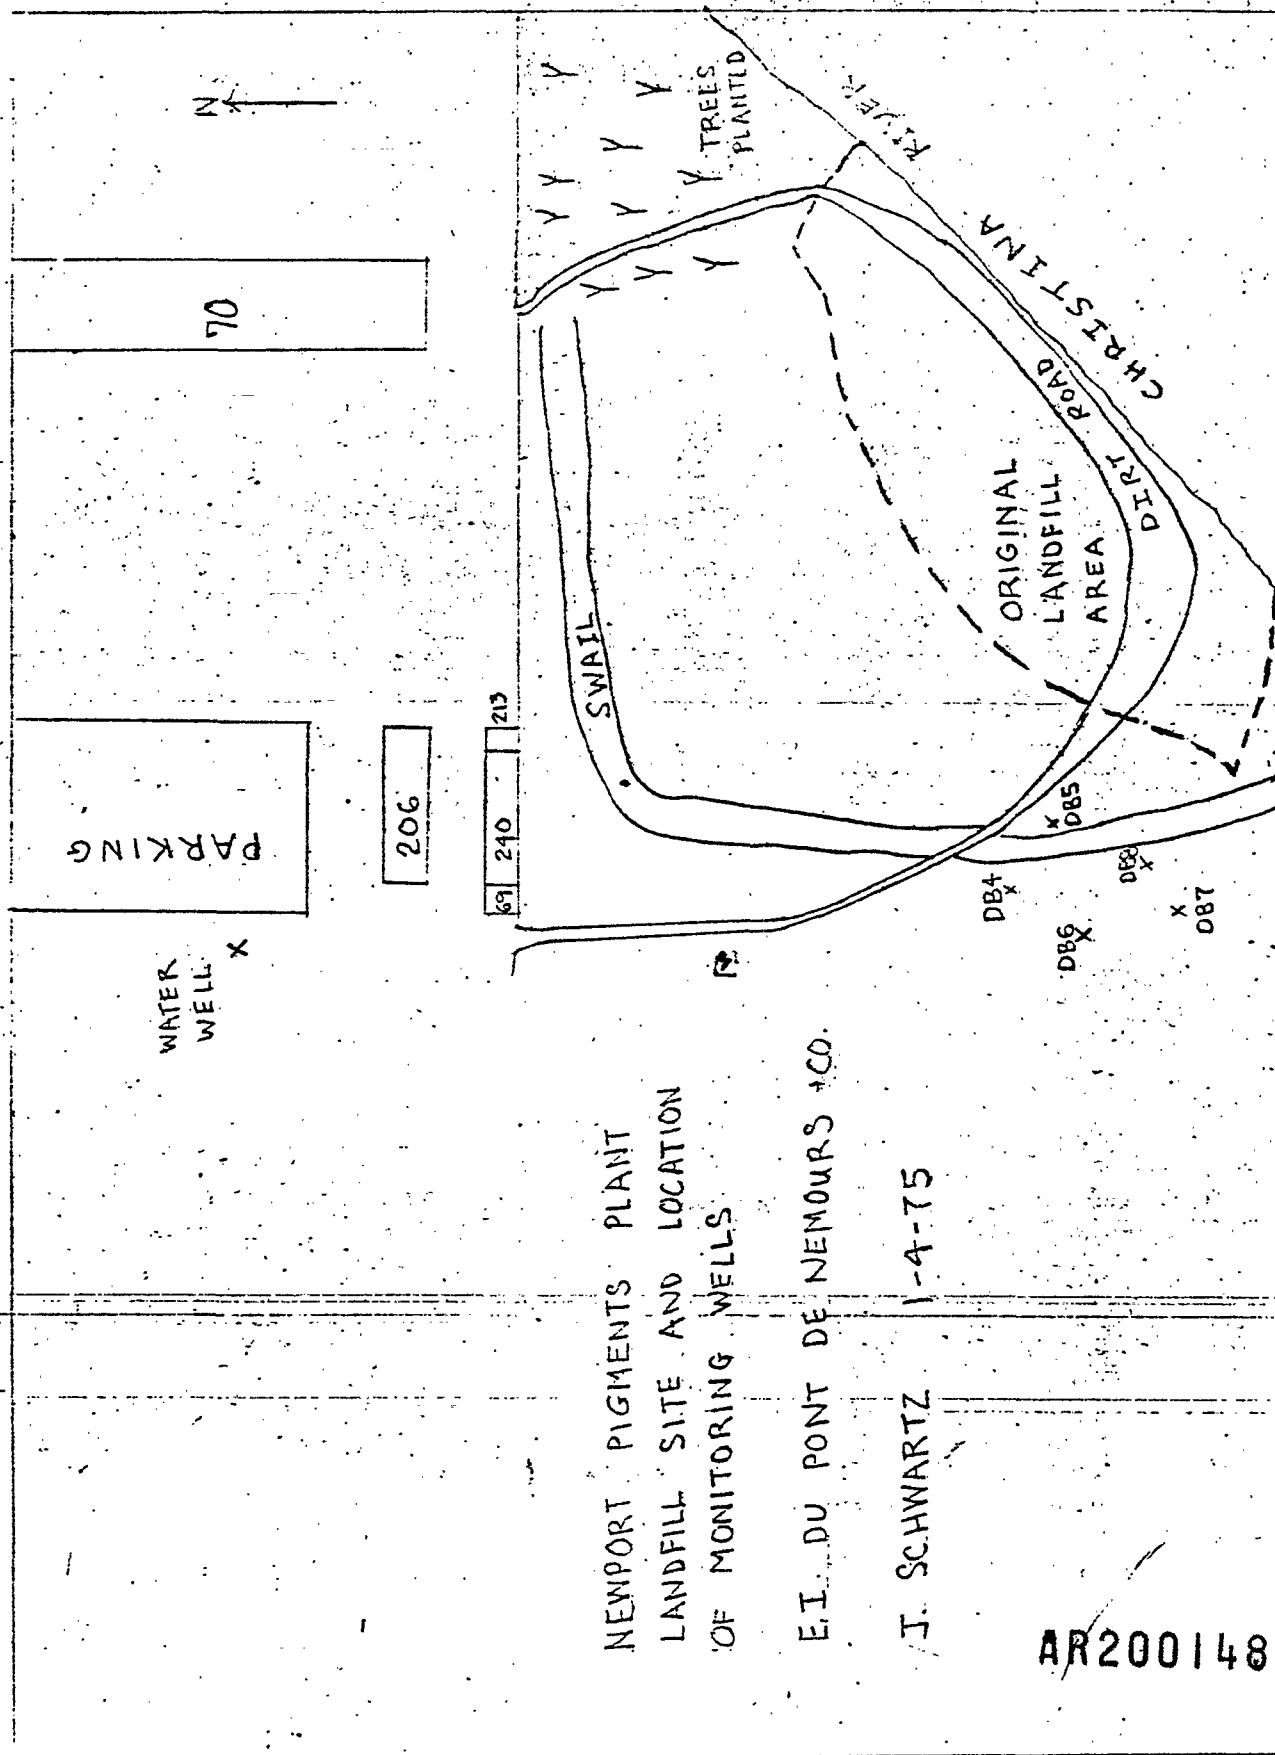 N
70
PARKING
WATER
WELL
206
69 240 213
SWAIL
TREES
PLANTED
CHRISTINA RIVER
DIRT ROAD
ORIGINAL
LANDFILL
AREA
DB4
DB5
DB6
DB8
DB7
NEWPORT PIGMENTS PLANT
LANDFILL SITE AND LOCATION
OF MONITORING WELLS
E.I. DU PONT DE NEMOURS + CO.
J. SCHWARTZ 1-4-75
AR200148